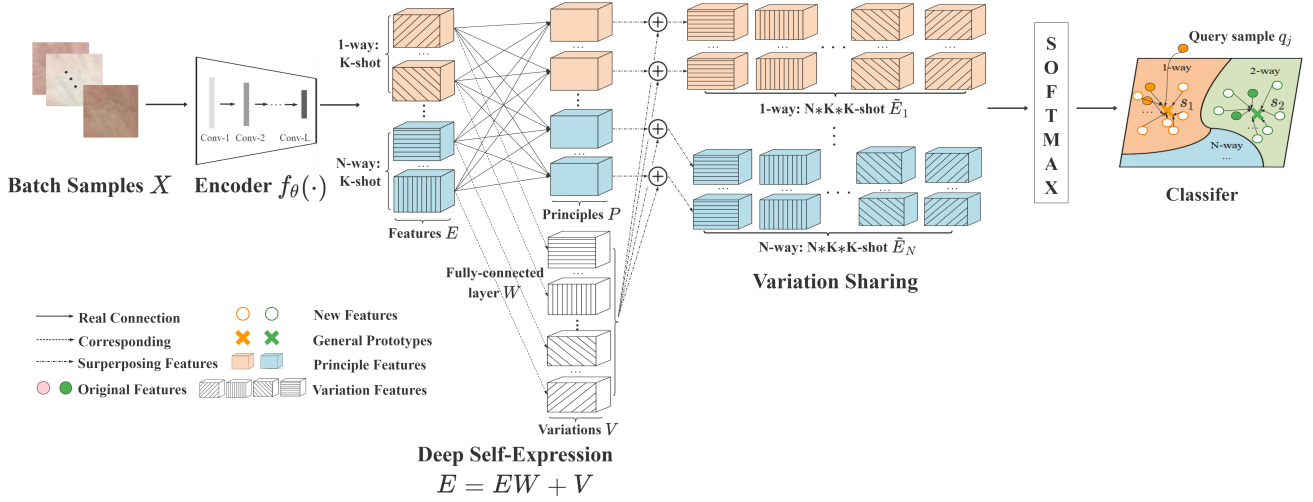 Batch Samples X
Conv-1
Conv-2
Conv-L
Encoder f_θ(·)
1-way:
K-shot
...
N-way:
K-shot
...
Features E
Fully-connected
layer W
...
...
Principles P
...
...
Variations V
Deep Self-Expression
E = EW + V
...
...
1-way: N*K*K-shot Ẽ_1
...
...
N-way: N*K*K-shot Ẽ_N
Variation Sharing
SOFTMAX
Query sample q_j
1-way
2-way
s_1
s_2
...
...
N-way
...
Classifer
Real Connection
Corresponding
Surperposing Features
Original Features
New Features
General Prototypes
Principle Features
Variation Features